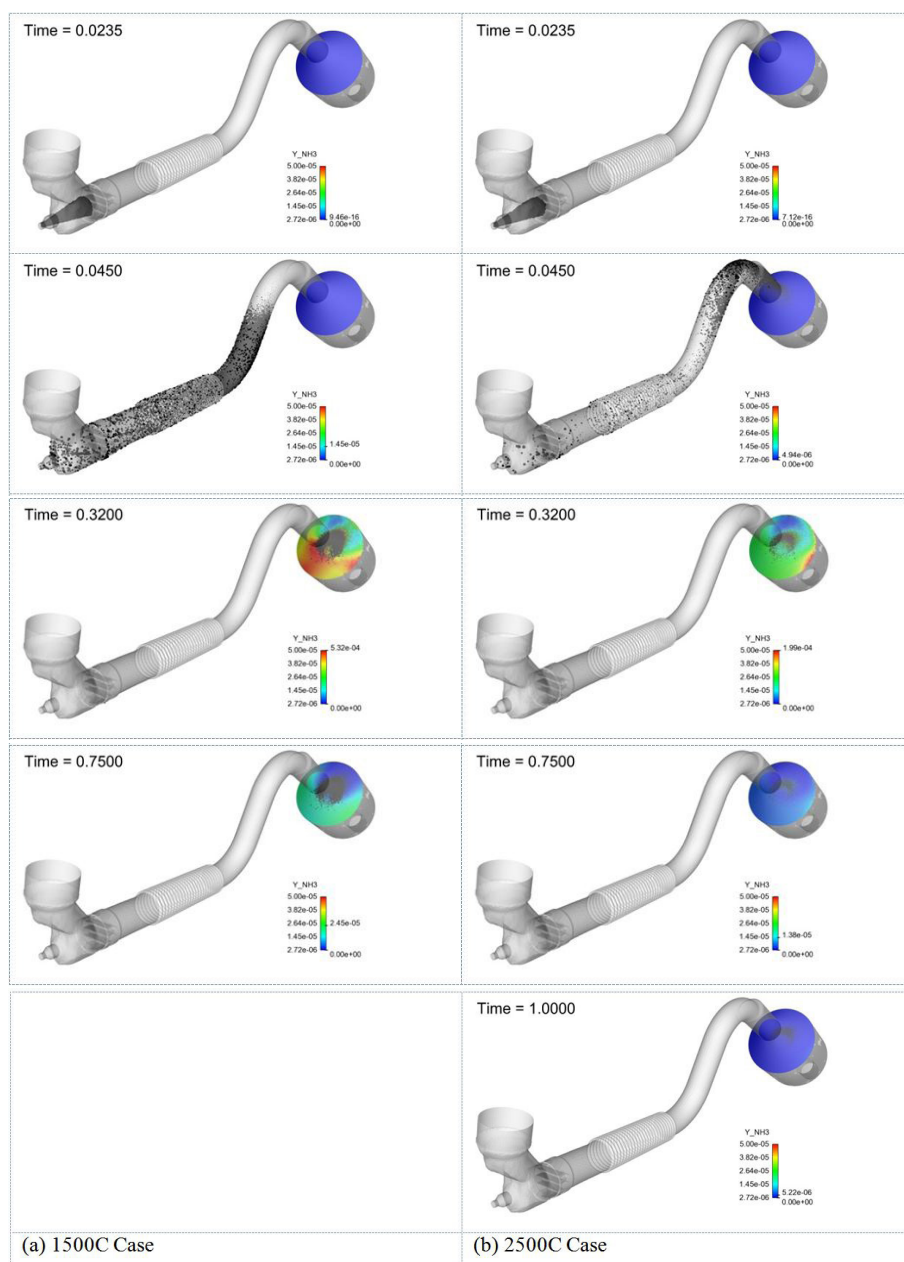 Time = 0.0235
Y_NH3
5.00e-05
3.82e-05
2.64e-05
1.45e-05
2.72e-06
9.46e-16
0.00e+00
Time = 0.0235
Y_NH3
5.00e-05
3.82e-05
2.64e-05
1.45e-05
2.72e-06
7.12e-16
0.00e+00
Time = 0.0450
Y_NH3
5.00e-05
3.82e-05
2.64e-05
1.45e-05
2.72e-06
1.45e-05
0.00e+00
Time = 0.0450
Y_NH3
5.00e-05
3.82e-05
2.64e-05
1.45e-05
2.72e-06
4.94e-06
0.00e+00
Time = 0.3200
Y_NH3
5.32e-04
5.00e-05
3.82e-05
2.64e-05
1.45e-05
2.72e-06
0.00e+00
Time = 0.3200
Y_NH3
1.99e-04
5.00e-05
3.82e-05
2.64e-05
1.45e-05
2.72e-06
0.00e+00
Time = 0.7500
Y_NH3
5.00e-05
3.82e-05
2.64e-05
1.45e-05
2.72e-06
2.45e-05
0.00e+00
Time = 0.7500
Y_NH3
5.00e-05
3.82e-05
2.64e-05
1.45e-05
2.72e-06
1.38e-05
0.00e+00
Time = 1.0000
Y_NH3
5.00e-05
3.82e-05
2.64e-05
1.45e-05
2.72e-06
5.22e-06
0.00e+00
(a) 1500C Case
(b) 2500C Case